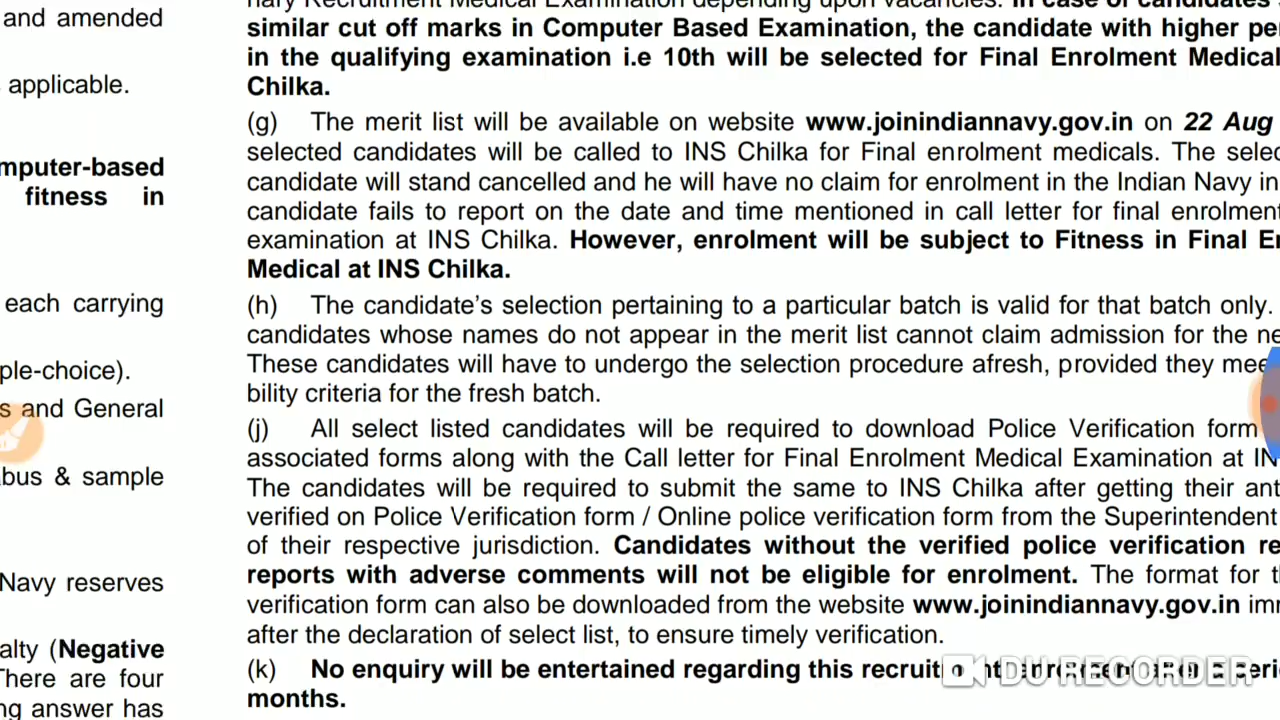 and amended
applicable.
computer-based
fitness in
each carrying
ple-choice).
s and General
abus & sample
Navy reserves
alty (Negative
There are four
ng answer has
nary Recruitment Medical Examination depending upon vacancies. In case of candidates
similar cut off marks in Computer Based Examination, the candidate with higher
in the qualifying examination i.e 10th will be selected for Final Enrolment Medical
Chilka.
(g) The merit list will be available on website www.joinindiannavy.gov.in on 22 Aug
selected candidates will be called to INS Chilka for Final enrolment medicals. The
candidate will stand cancelled and he will have no claim for enrolment in the Indian Navy in
candidate fails to report on the date and time mentioned in call letter for final enrolment
examination at INS Chilka. However, enrolment will be subject to Fitness in Final
Medical at INS Chilka.
(h) The candidate's selection pertaining to a particular batch is valid for that batch only.
candidates whose names do not appear in the merit list cannot claim admission for the
These candidates will have to undergo the selection procedure afresh, provided they
bility criteria for the fresh batch.
(j) All select listed candidates will be required to download Police Verification form
associated forms along with the Call letter for Final Enrolment Medical Examination at
The candidates will be required to submit the same to INS Chilka after getting their
verified on Police Verification form / Online police verification form from the Superintendent
of their respective jurisdiction. Candidates without the verified police verification
reports with adverse comments will not be eligible for enrolment. The format for
verification form can also be downloaded from the website www.joinindiannavy.gov.in
after the declaration of select list, to ensure timely verification.
(k) No enquiry will be entertained regarding this
months.
DU RECORDER